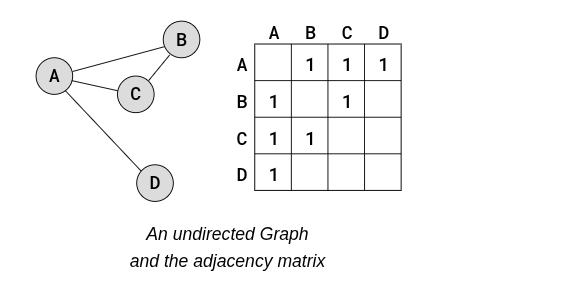 B
A
C
D
A B C D
A 1 1 1
B 1 1
C 1 1
D 1
An undirected Graph
and the adjacency matrix